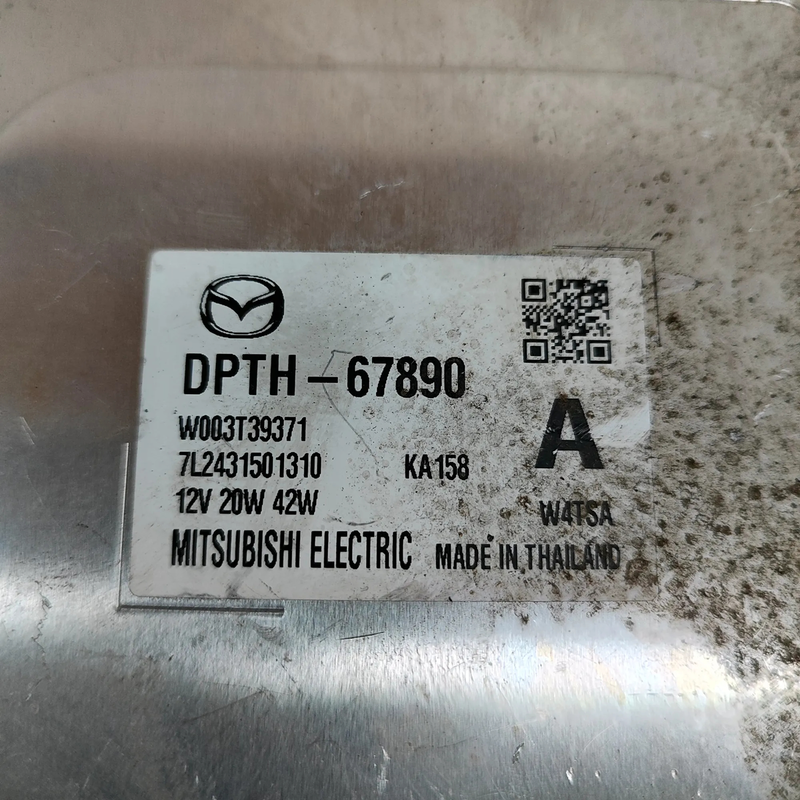 DPTH-67890
W003T39371
A
7L2431501310 KA158
12V 20W 42W
W4TSA
MITSUBISHI ELECTRIC MADE IN THAILAND